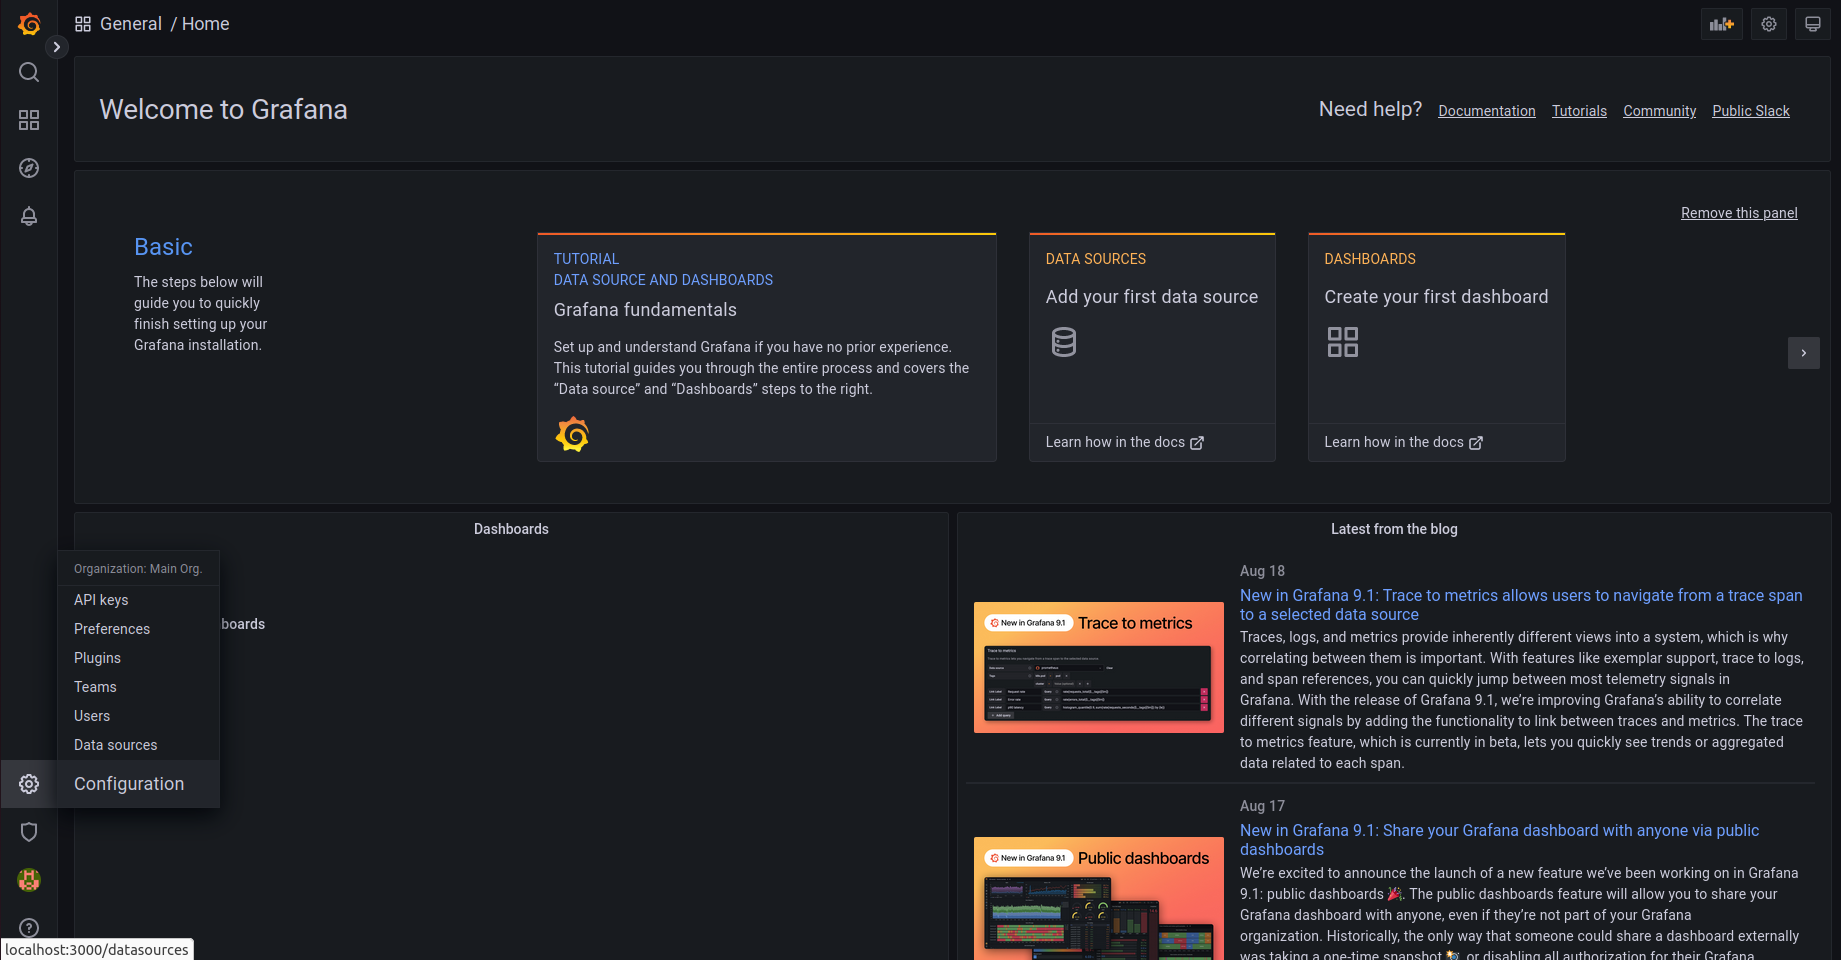 General / Home
Welcome to Grafana
Need help? Documentation Tutorials Community Public Slack
Remove this panel
Basic
The steps below will
guide you to quickly
finish setting up your
Grafana installation.
TUTORIAL
DATA SOURCE AND DASHBOARDS
Grafana fundamentals
Set up and understand Grafana if you have no prior experience.
This tutorial guides you through the entire process and covers the
“Data source” and “Dashboards” steps to the right.
DATA SOURCES
Add your first data source
Learn how in the docs
DASHBOARDS
Create your first dashboard
Learn how in the docs
Dashboards
boards
Organization: Main Org.
API keys
Preferences
Plugins
Teams
Users
Data sources
Configuration
Latest from the blog
New in Grafana 9.1 Trace to metrics
Trace to metrics
Aug 18
New in Grafana 9.1: Trace to metrics allows users to navigate from a trace span
to a selected data source
Traces, logs, and metrics provide inherently different views into a system, which is why
correlating between them is important. With features like exemplar support, trace to logs,
and span references, you can quickly jump between most telemetry signals in
Grafana. With the release of Grafana 9.1, we’re improving Grafana’s ability to correlate
different signals by adding the functionality to link between traces and metrics. The trace
to metrics feature, which is currently in beta, lets you quickly see trends or aggregated
data related to each span.
New in Grafana 9.1 Public dashboards
Aug 17
New in Grafana 9.1: Share your Grafana dashboard with anyone via public
dashboards
We’re excited to announce the launch of a new feature we’ve been working on in Grafana
9.1: public dashboards 🎉. The public dashboards feature will allow you to share your
Grafana dashboard with anyone, even if they’re not part of your Grafana
organization. Historically, the only way that someone could share a dashboard externally
was taking a one-time snapshot 📸, or disabling all authorization for their Grafana
localhost:3000/datasources